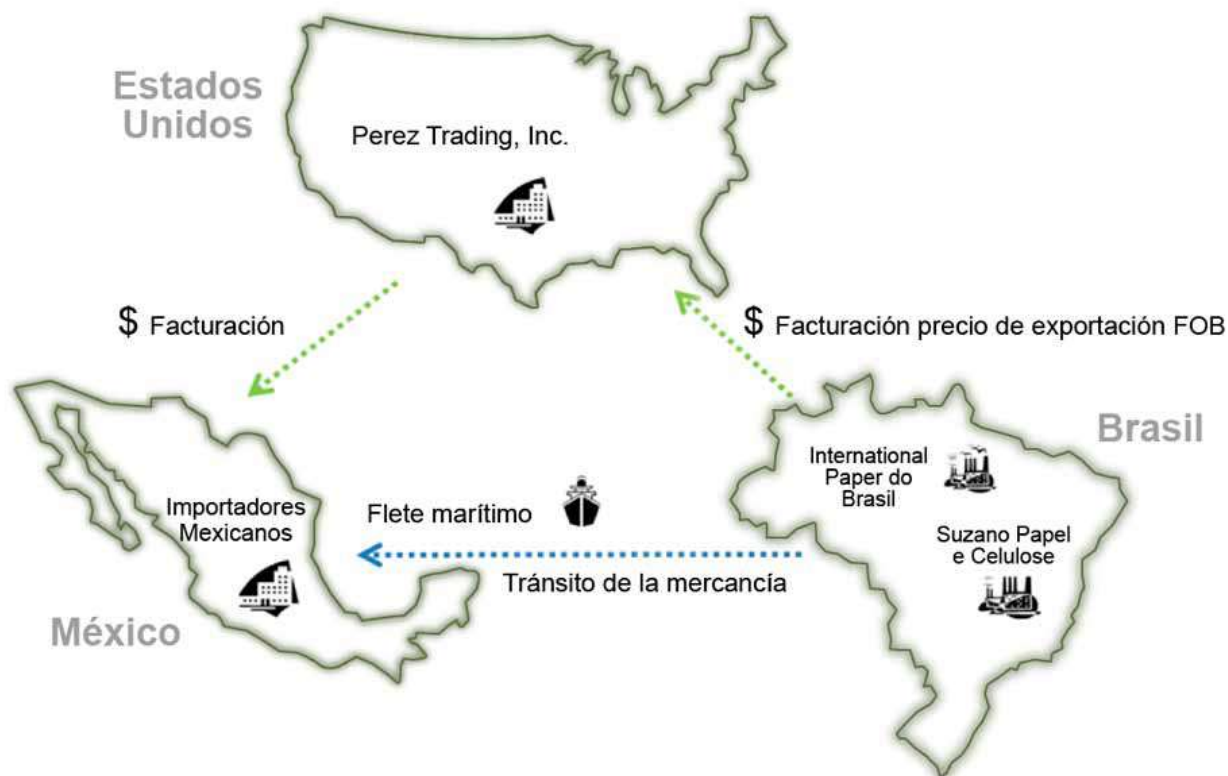 Estados
Unidos
Perez Trading, Inc.
$ Facturación
$ Facturación precio de exportación FOB
Brasil
International
Paper do
Brasil
Importadores
Mexicanos
Flete marítimo
Suzano Papel
e Celulose
Tránsito de la mercancía
México